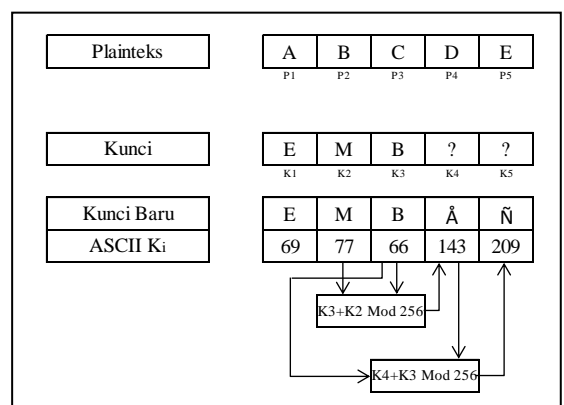 Plainteks A B C D E
P1 P2 P3 P4 P5
Kunci E M B ? ?
K1 K2 K3 K4 K5
Kunci Baru E M B Å Ñ
ASCII Ki 69 77 66 143 209
K3+K2 Mod 256
K4+K3 Mod 256